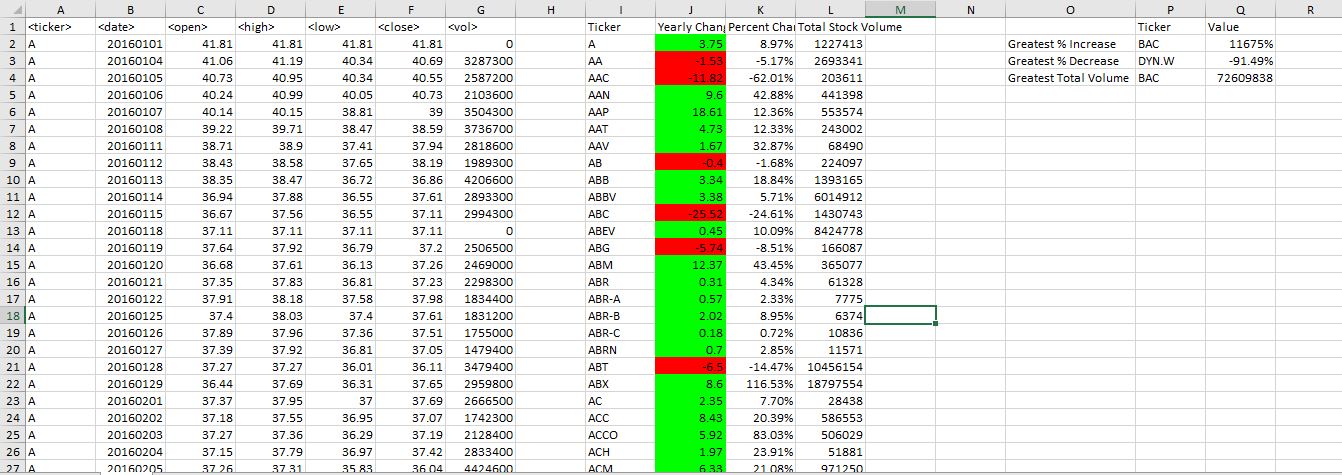 A B C D E F G H I J K L M N O P Q R
1 <ticker> <date> <open> <high> <low> <close> <vol> Ticker Yearly Chang Percent Chan Total Stock Volume Ticker Value
2 A 20160101 41.81 41.81 41.81 41.81 0 A 3.75 8.97% 1227413 Greatest % Increase BAC 11675%
3 A 20160104 41.06 41.19 40.34 40.69 3287300 AA -1.53 -5.17% 2693341 Greatest % Decrease DYN.W -91.49%
4 A 20160105 40.73 40.95 40.34 40.55 2587200 AAC -11.82 -62.01% 203611 Greatest Total Volume BAC 72609838
5 A 20160106 40.24 40.99 40.05 40.73 2103600 AAN 9.6 42.88% 441398
6 A 20160107 40.14 40.15 38.81 39 3504300 AAP 18.61 12.36% 553574
7 A 20160108 39.22 39.71 38.47 38.59 3736700 AAT 4.73 12.33% 243002
8 A 20160111 38.71 38.9 37.41 37.94 2818600 AAV 1.67 32.87% 68490
9 A 20160112 38.43 38.58 37.65 38.19 1989300 AB -0.4 -1.68% 224097
10 A 20160113 38.35 38.47 36.72 36.86 4206600 ABB 3.34 18.84% 1393165
11 A 20160114 36.94 37.88 36.55 37.61 2893300 ABBV 3.38 5.71% 6014912
12 A 20160115 36.67 37.56 36.55 37.11 2994300 ABC -25.52 -24.61% 1430743
13 A 20160118 37.11 37.11 37.11 37.11 0 ABEV 0.45 10.09% 8424778
14 A 20160119 37.64 37.92 36.79 37.2 2506500 ABG -5.74 -8.51% 166087
15 A 20160120 36.68 37.61 36.13 37.26 2469000 ABM 12.37 43.45% 365077
16 A 20160121 37.35 37.83 36.81 37.23 2298300 ABR 0.31 4.34% 61328
17 A 20160122 37.91 38.18 37.58 37.98 1834400 ABR-A 0.57 2.33% 7775
18 A 20160125 37.4 38.03 37.4 37.61 1831200 ABR-B 2.02 8.95% 6374
19 A 20160126 37.89 37.96 37.36 37.51 1755000 ABR-C 0.18 0.72% 10836
20 A 20160127 37.39 37.92 36.81 37.05 1479400 ABRN 0.7 2.85% 11571
21 A 20160128 37.27 37.27 36.01 36.11 3479400 ABT -6.5 -14.47% 10456154
22 A 20160129 36.44 37.69 36.31 37.65 2959800 ABX 8.6 116.53% 18797554
23 A 20160201 37.37 37.95 37 37.69 2666500 AC 2.35 7.70% 28438
24 A 20160202 37.18 37.55 36.95 37.07 1742300 ACC 8.43 20.39% 586553
25 A 20160203 37.27 37.36 36.29 37.19 2128400 ACCO 5.92 83.03% 506029
26 A 20160204 37.15 37.79 36.97 37.42 2833400 ACH 1.97 23.91% 51881
27 A 20160205 37.26 37.31 35.83 36.04 4424600 ACM 6.33 21.08% 971250